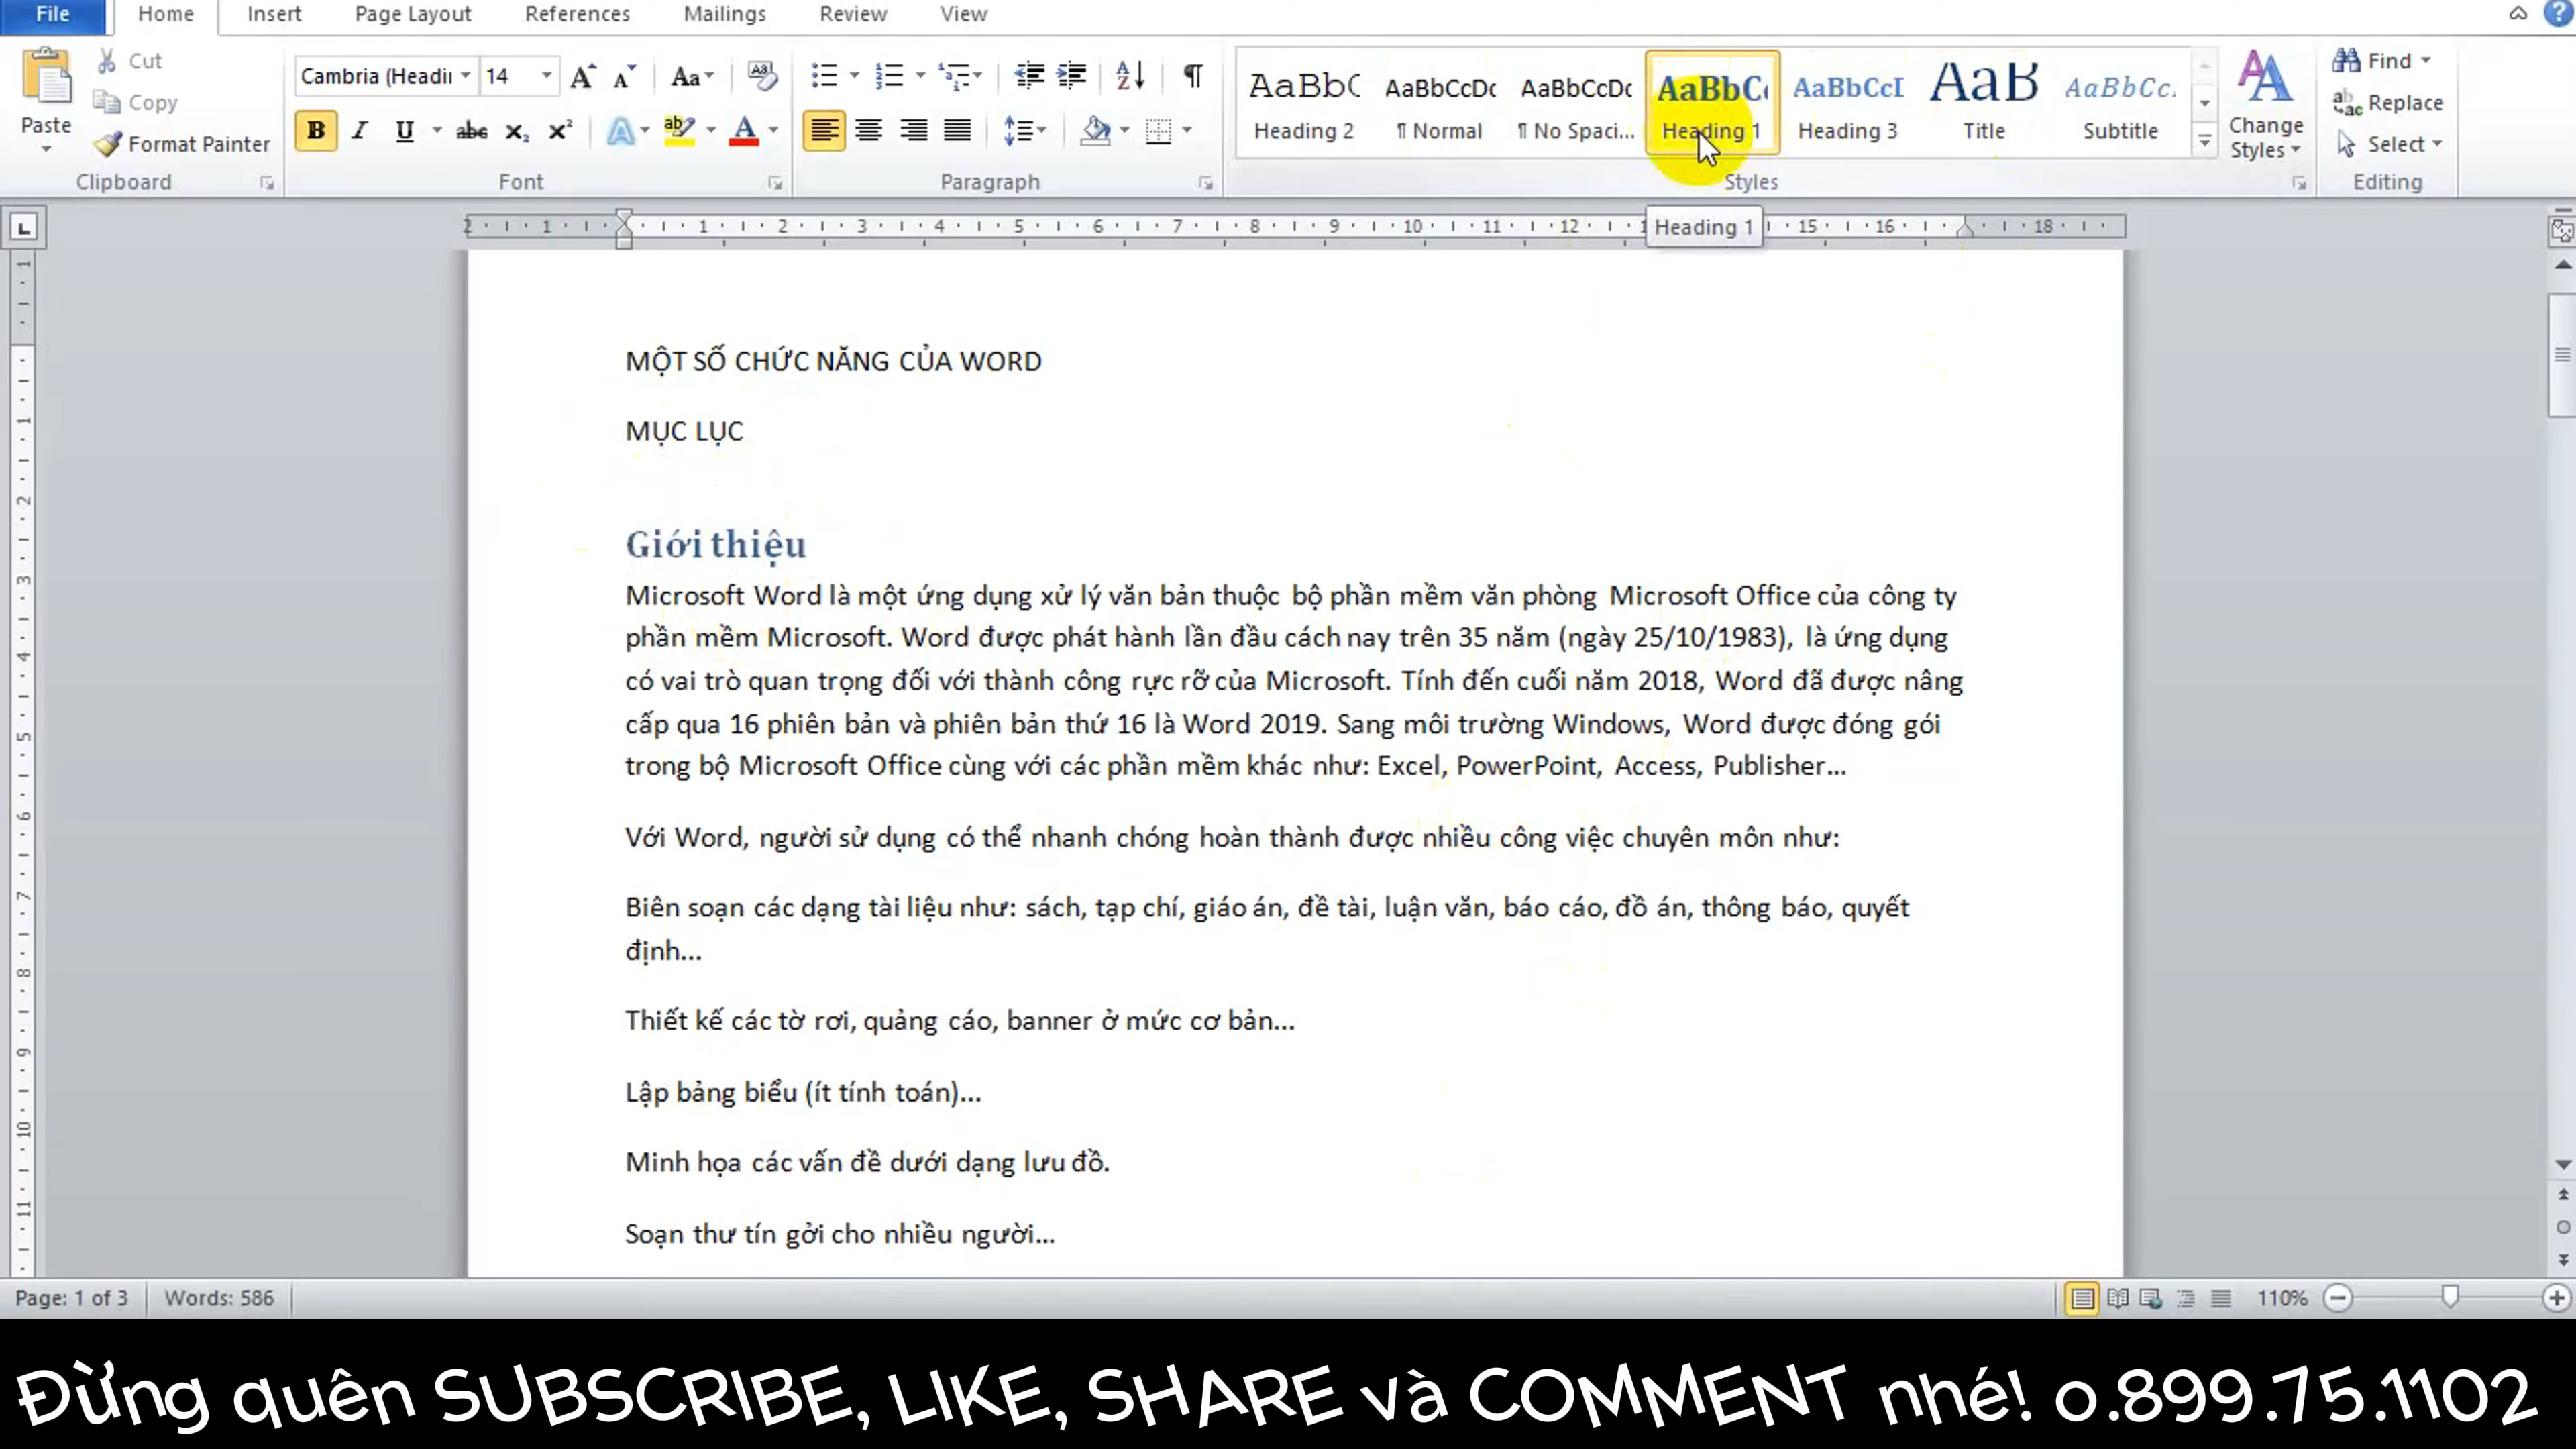 File Home Insert Page Layout References Mailings Review View
Cut
Copy
Format Painter
Paste
Clipboard
Cambria (Headii 14
Font
Paragraph
AaBbC AaBbCcDc AaBbCcDc AaBbC AaBbCcI AaB AaBbCc.
Heading 2 ¶ Normal ¶ No Spaci... Heading 1 Heading 3 Title Subtitle
Change Styles
Styles
Find
Replace
Select
Editing
Heading 1
MỘT SỐ CHỨC NĂNG CỦA WORD
MỤC LỤC
Giới thiệu
Microsoft Word là một ứng dụng xử lý văn bản thuộc bộ phần mềm văn phòng Microsoft Office của công ty
phần mềm Microsoft. Word được phát hành lần đầu cách nay trên 35 năm (ngày 25/10/1983), là ứng dụng
có vai trò quan trọng đối với thành công rực rỡ của Microsoft. Tính đến cuối năm 2018, Word đã được nâng
cấp qua 16 phiên bản và phiên bản thứ 16 là Word 2019. Sang môi trường Windows, Word được đóng gói
trong bộ Microsoft Office cùng với các phần mềm khác như: Excel, PowerPoint, Access, Publisher...
Với Word, người sử dụng có thể nhanh chóng hoàn thành được nhiều công việc chuyên môn như:
Biên soạn các dạng tài liệu như: sách, tạp chí, giáo án, đề tài, luận văn, báo cáo, đồ án, thông báo, quyết
định...
Thiết kế các tờ rơi, quảng cáo, banner ở mức cơ bản...
Lập bảng biểu (ít tính toán)...
Minh họa các vấn đề dưới dạng lưu đồ.
Soạn thư tín gởi cho nhiều người...
Page: 1 of 3 Words: 586 110%
Đừng quên SUBSCRIBE, LIKE, SHARE và COMMENT nhé! 0.899.75.1102